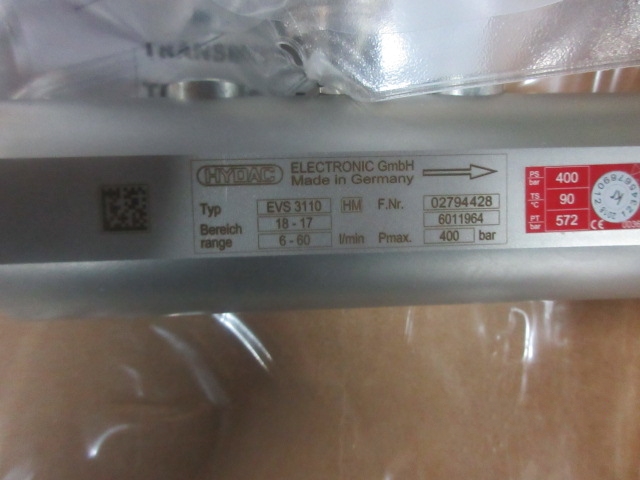 TRANSM
HYDAC ELECTRONIC GmbH
Made in Germany
Typ EVS 3110 HM F.Nr. 02794428
18 - 17 6011964
Bereich
range 6 - 60 l/min Pmax. 400 bar
PS bar 400
TS °C 90
PT bar 572
CE